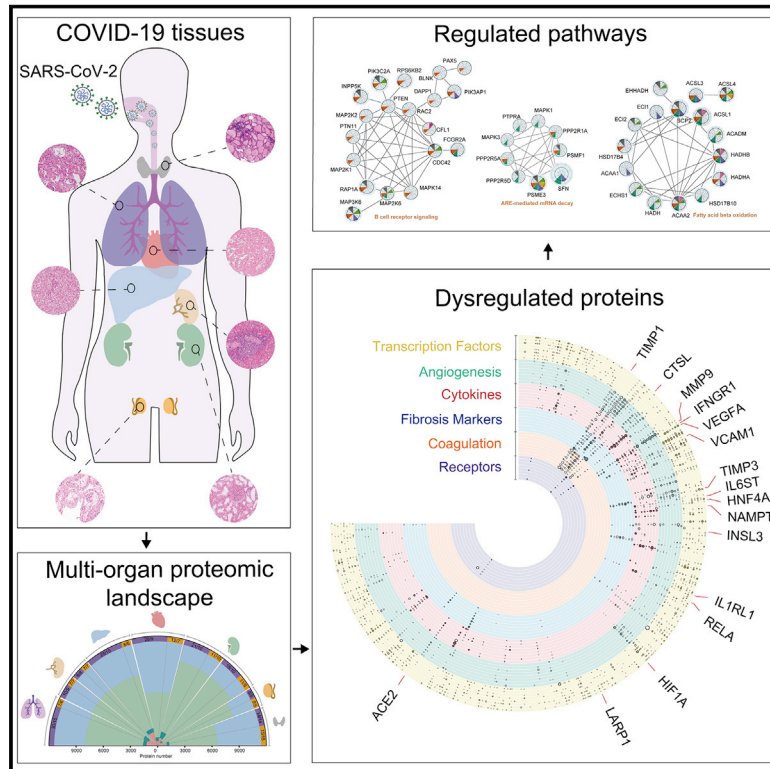 COVID-19 tissues
SARS-CoV-2
Multi-organ proteomic
landscape
9000
6000
3000
0
3000
6000
9000
Protein number
Regulated pathways
PIK3C2A
RPS6KB2
PAX5
BLNK
INPP5K
DAPP1
PIK3AP1
PTEN
RAC2
MAP2K3
CFL1
PTN11
FCGR2A
MAP2K1
CDC42
RAP1A
MAPK14
MAP3K6
MAP2K6
B cell receptor signaling
PTPRA
MAPK1
MAPK3
PPP2R1A
PPP2R5A
PSMF1
PPP2R5D
SFN
PSME3
ARE-mediated mRNA decay
ACSL3
ACSL4
EHHADH
ECI1
SCP2
ACSL1
ECI2
ACADM
HSD17B4
HADHB
ACAA1
HADHA
ECHS1
HSD17B10
HADH
ACAA2
Fatty acid beta oxidation
Dysregulated proteins
Transcription Factors
Angiogenesis
Cytokines
Fibrosis Markers
Coagulation
Receptors
TIMP1
CTSL
MMP9
IFNGR1
VEGFA
VCAM1
TIMP3
IL6ST
HNF4A
NAMPT
INSL3
IL1RL1
RELA
HIF1A
LARP1
ACE2